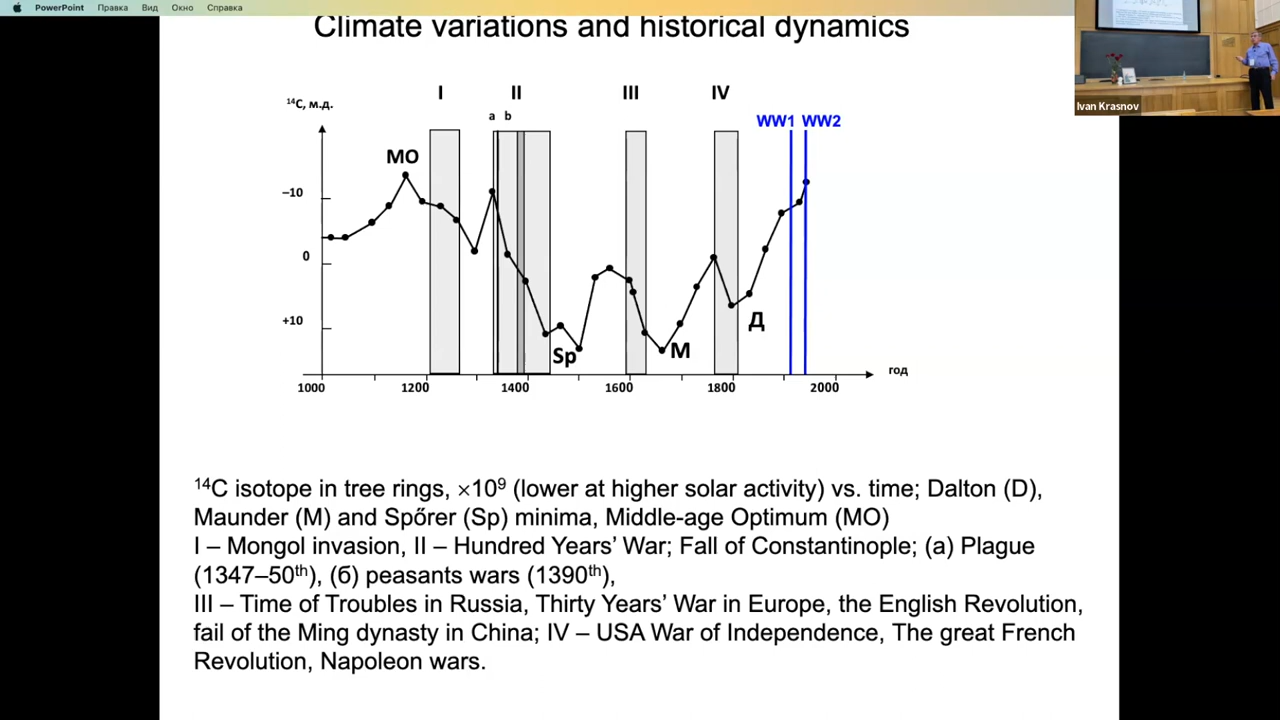 PowerPoint Правка Вид Окно Справка
Climate variations and historical dynamics
Ivan Krasnov
I II III IV
¹⁴C, м.д.
a b
WW1 WW2
MO
–10
0
+10
Sp
M
Д
год
1000 1200 1400 1600 1800 2000
¹⁴C isotope in tree rings, ×10⁹ (lower at higher solar activity) vs. time; Dalton (D),
Maunder (M) and Spőrer (Sp) minima, Middle-age Optimum (MO)
I – Mongol invasion, II – Hundred Years’ War; Fall of Constantinople; (a) Plague
(1347–50ᵗʰ), (б) peasants wars (1390ᵗʰ),
III – Time of Troubles in Russia, Thirty Years’ War in Europe, the English Revolution,
fail of the Ming dynasty in China; IV – USA War of Independence, The great French
Revolution, Napoleon wars.